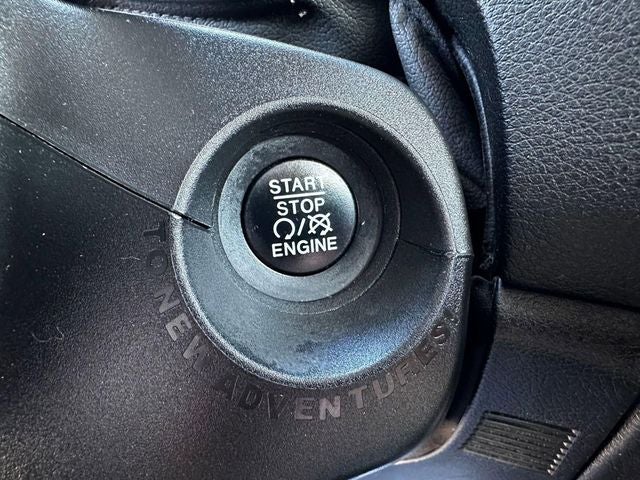 START
STOP
ENGINE
TO NEW ADVENTURES!